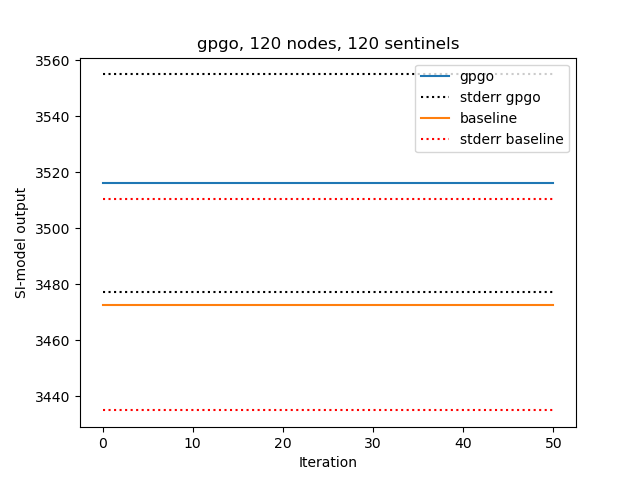 gpgo, 120 nodes, 120 sentinels
3560
3540
3520
3500
3480
3460
3440
SI-model output
gpgo
stderr gpgo
baseline
stderr baseline
0
10
20
30
40
50
Iteration